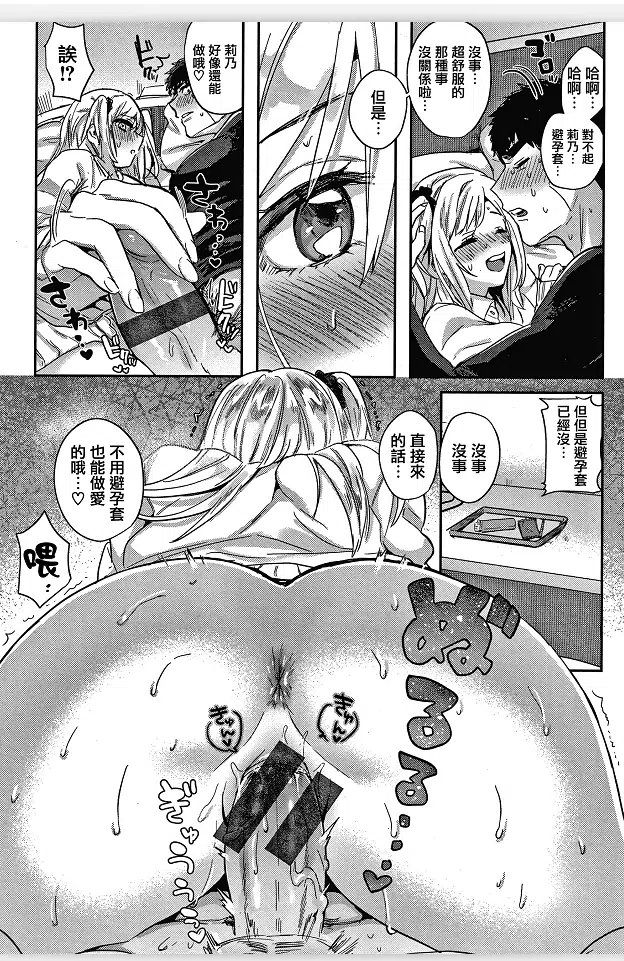 哈啊…
哈啊…
對不起
莉乃…
避孕套…
沒事…
超舒服的
那種事
沒關係啦…
ゴロ
但是…
ドキ
莉乃
好像還能
做哦♡
誒!?
さわ…
さわ…♡
但但是避孕套
已經沒…
沒事
沒事
直接來
的話…
不用避孕套
也能做愛
的哦…♡
喂
ぬるるる…
きゅん♡
きゅん♡
ぎゅううう…♡